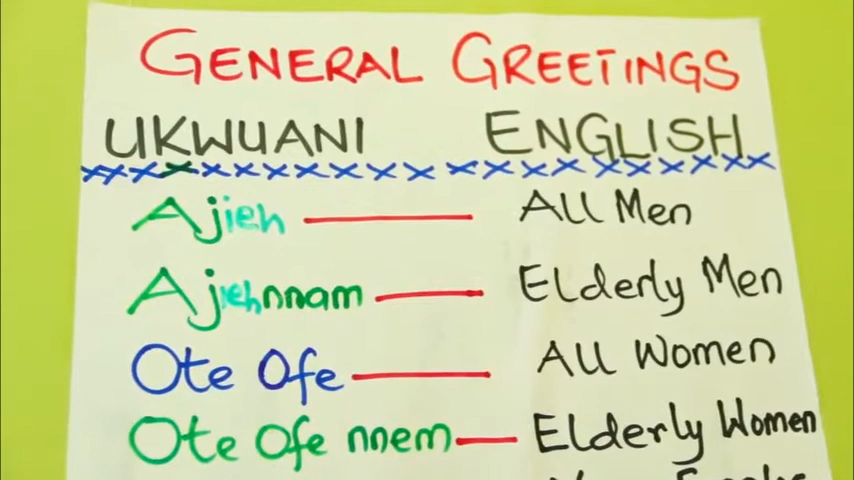 GENERAL GREETINGS
UKWUANI ENGLISH
Ajieh All Men
Ajiehnnam Elderly Men
Ote Ofe All Women
Ote Ofe nnem Elderly Women